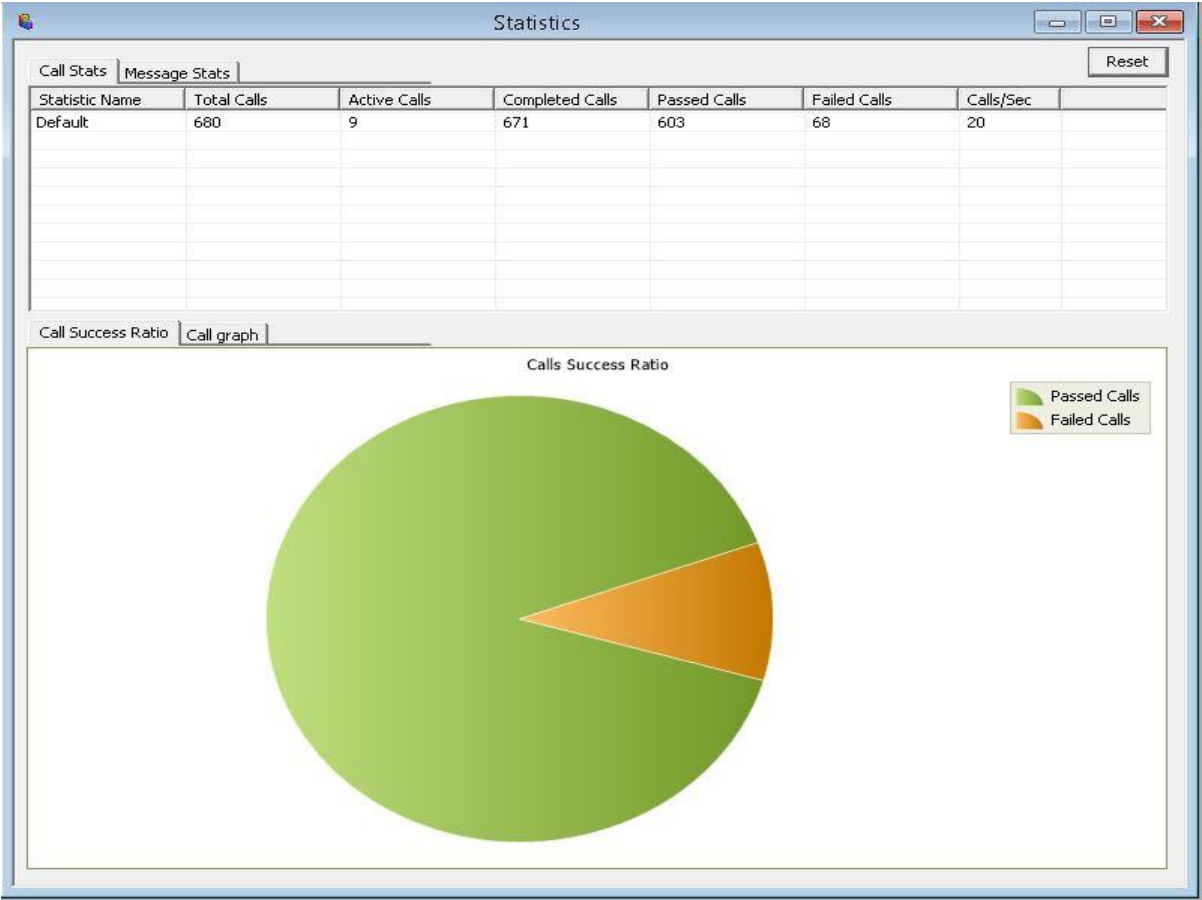 Statistics
Reset
Call Stats Message Stats
Statistic Name Total Calls Active Calls Completed Calls Passed Calls Failed Calls Calls/Sec
Default 680 9 671 603 68 20
Call Success Ratio Call graph
Calls Success Ratio
Passed Calls
Failed Calls